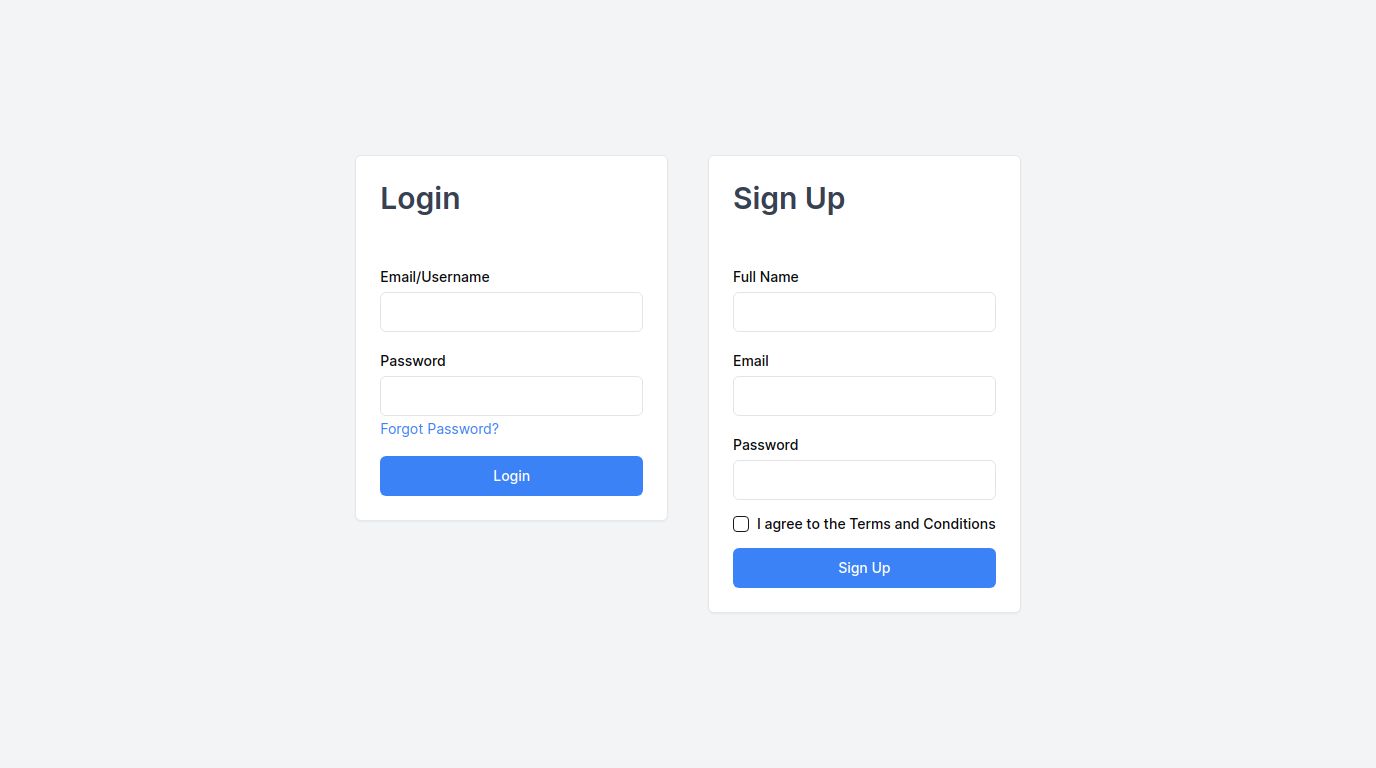 Login
Email/Username
Password
Forgot Password?
Login
Sign Up
Full Name
Email
Password
I agree to the Terms and Conditions
Sign Up